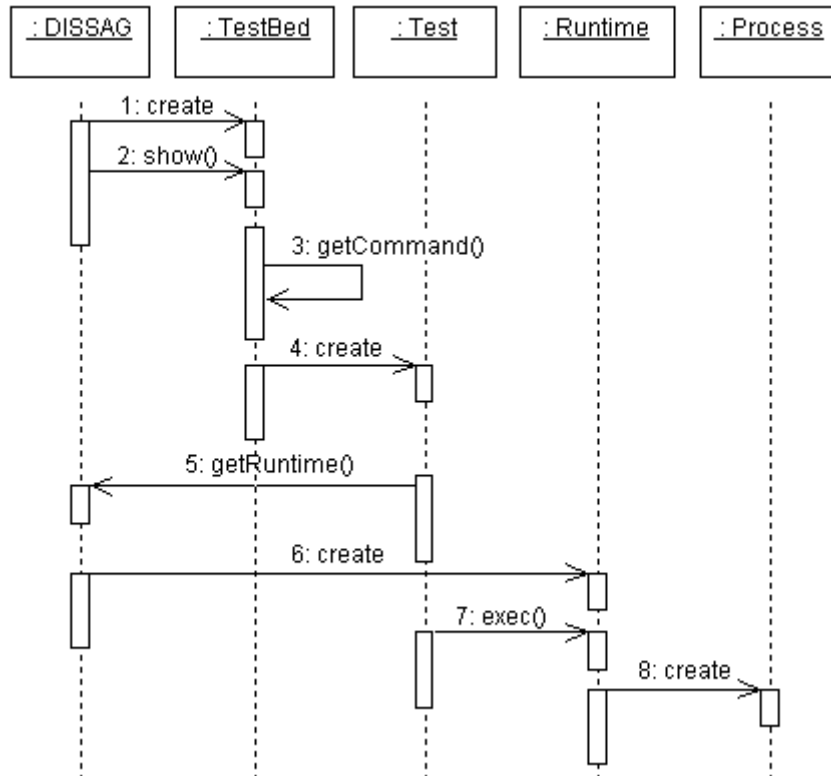 : DISSAG
: TestBed
: Test
: Runtime
: Process
1: create
2: show()
3: getCommand()
4: create
5: getRuntime()
6: create
7: exec()
8: create